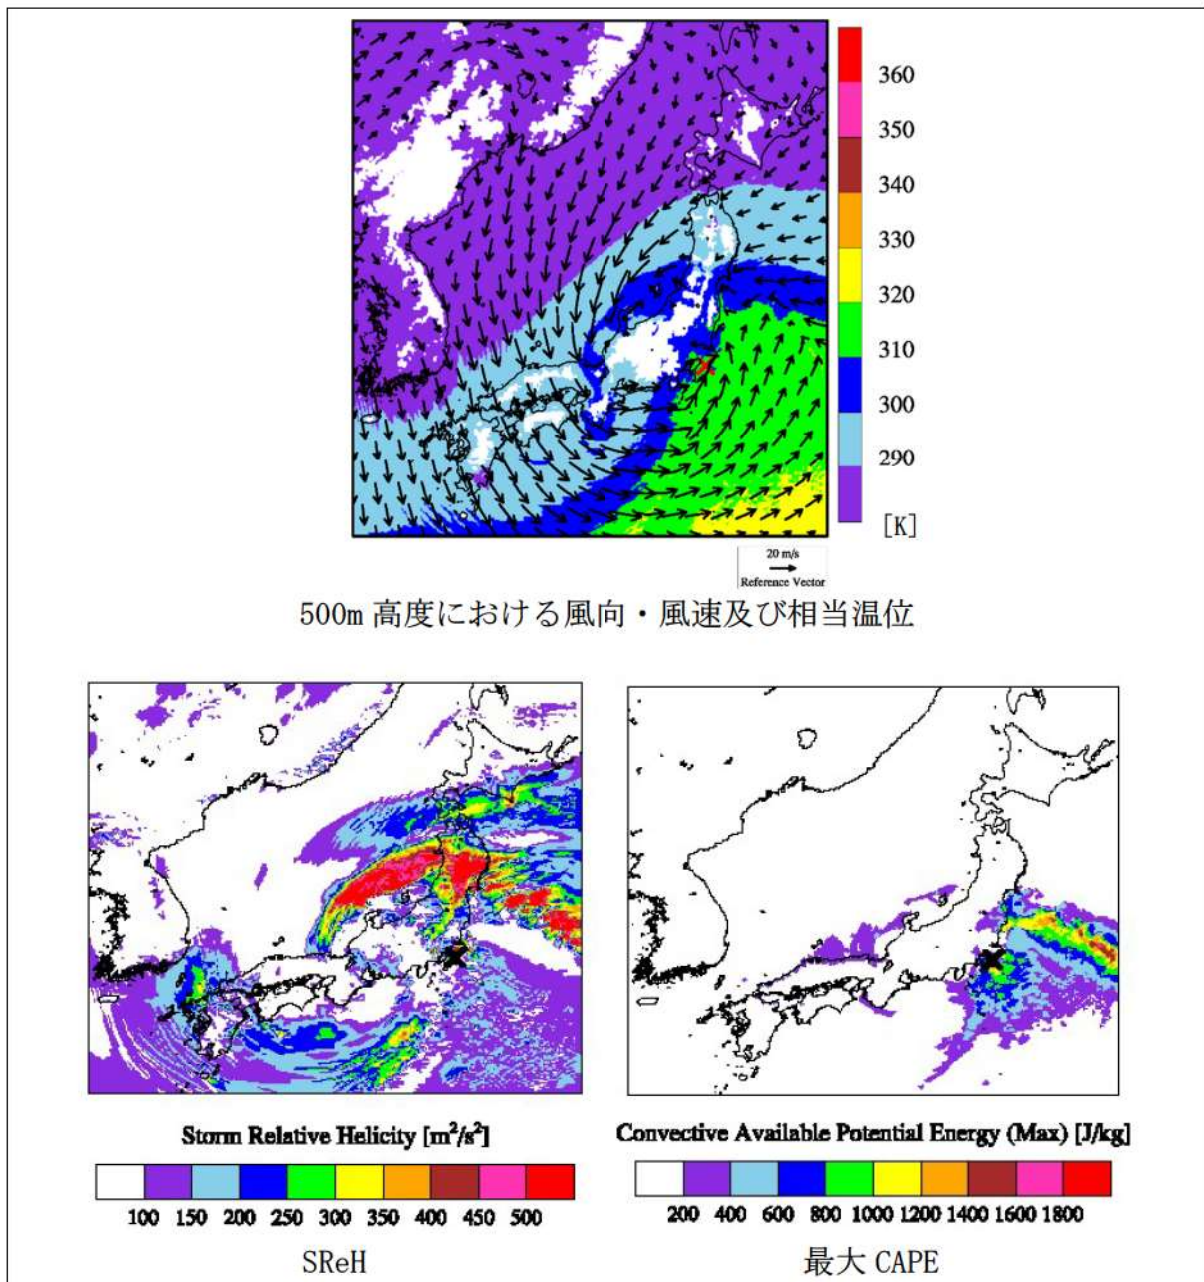 360
350
340
330
320
310
300
290
[K]
20 m/s
Reference Vector
500m 高度における風向・風速及び相当温位
Storm Relative Helicity [m²/s²]
100 150 200 250 300 350 400 450 500
SReH
Convective Available Potential Energy (Max) [J/kg]
200 400 600 800 1000 1200 1400 1600 1800
最大 CAPE